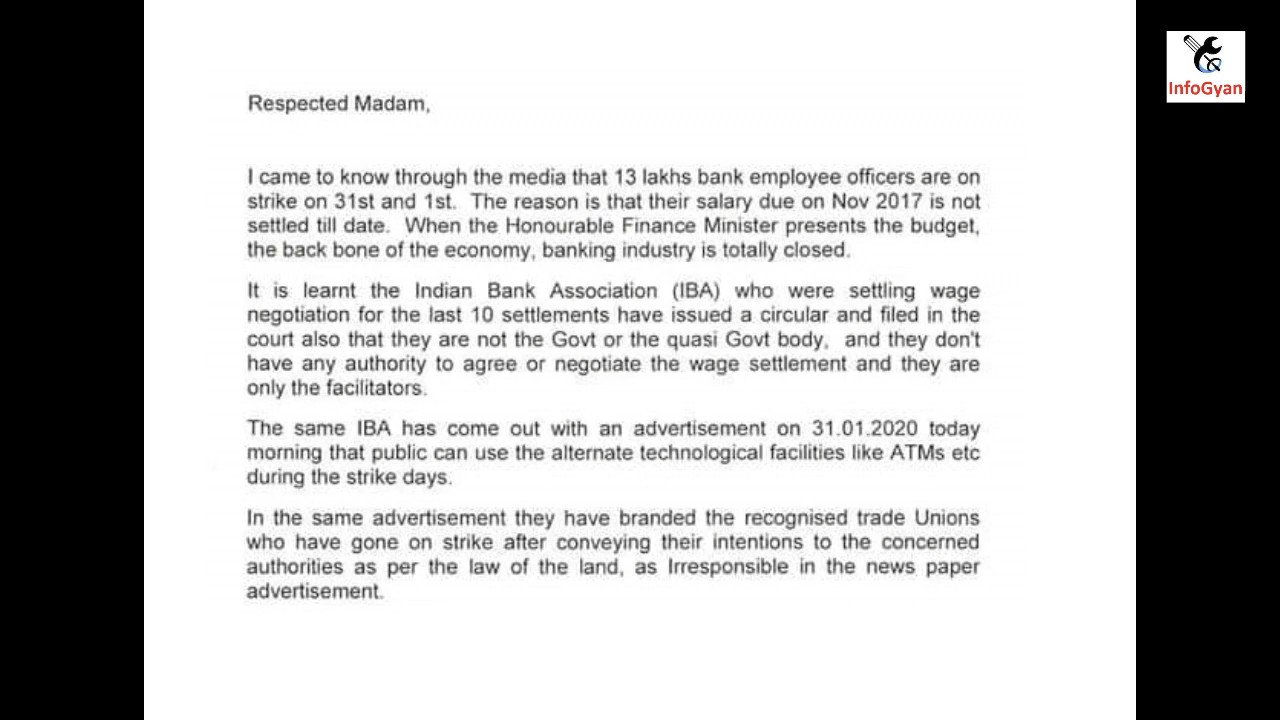 InfoGyan
Respected Madam,
I came to know through the media that 13 lakhs bank employee officers are on
strike on 31st and 1st. The reason is that their salary due on Nov 2017 is not
settled till date. When the Honourable Finance Minister presents the budget,
the back bone of the economy, banking industry is totally closed.
It is learnt the Indian Bank Association (IBA) who were settling wage
negotiation for the last 10 settlements have issued a circular and filed in the
court also that they are not the Govt or the quasi Govt body, and they don't
have any authority to agree or negotiate the wage settlement and they are
only the facilitators.
The same IBA has come out with an advertisement on 31.01.2020 today
morning that public can use the alternate technological facilities like ATMs etc
during the strike days.
In the same advertisement they have branded the recognised trade Unions
who have gone on strike after conveying their intentions to the concerned
authorities as per the law of the land, as Irresponsible in the news paper
advertisement.